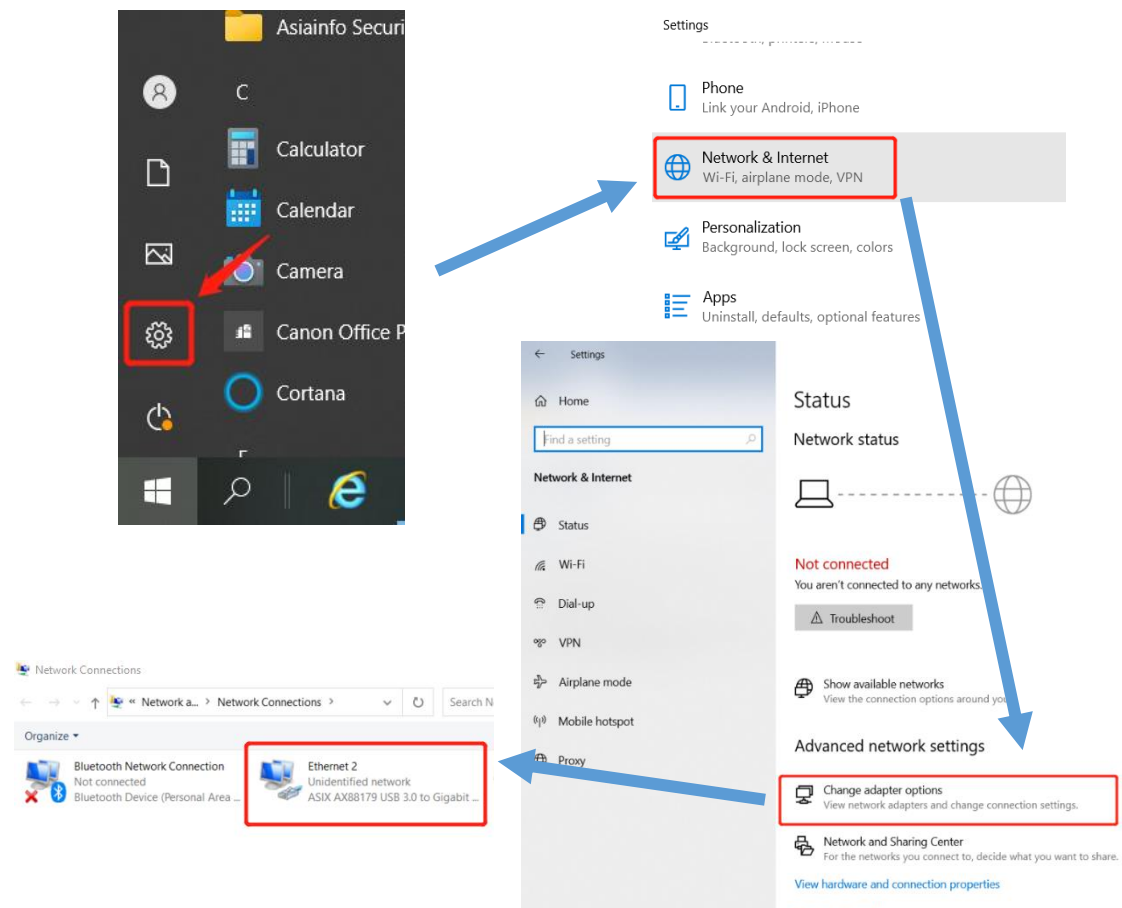 Asiainfo Securi
C
Calculator
Calendar
Camera
Canon Office P
Cortana
Settings
Phone
Link your Android, iPhone
Network & Internet
Wi-Fi, airplane mode, VPN
Personalization
Background, lock screen, colors
Apps
Uninstall, defaults, optional features
Settings
Home
Find a setting
Network & Internet
Status
Wi-Fi
Dial-up
VPN
Airplane mode
Mobile hotspot
Proxy
Status
Network status
Not connected
You aren't connected to any networks.
Troubleshoot
Show available networks
View the connection options around you
Advanced network settings
Change adapter options
View network adapters and change connection settings.
Network and Sharing Center
For the networks you connect to, decide what you want to share.
View hardware and connection properties
Network Connections
« Network a... > Network Connections >
Search N
Organize
Bluetooth Network Connection
Not connected
Bluetooth Device (Personal Area ...
Ethernet 2
Unidentified network
ASIX AX88179 USB 3.0 to Gigabit ...